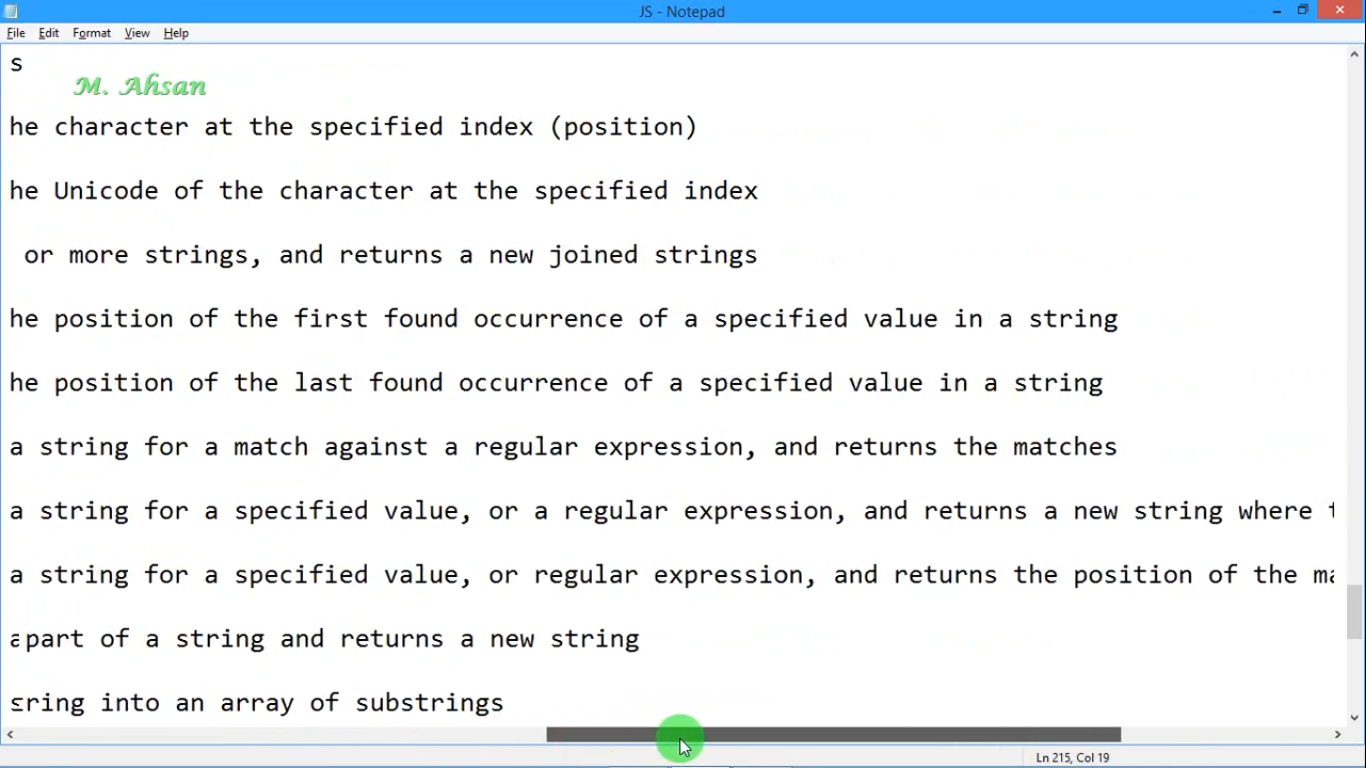 JS - Notepad
File Edit Format View Help
s
M. Ahsan
he character at the specified index (position)
he Unicode of the character at the specified index
or more strings, and returns a new joined strings
he position of the first found occurrence of a specified value in a string
he position of the last found occurrence of a specified value in a string
a string for a match against a regular expression, and returns the matches
a string for a specified value, or a regular expression, and returns a new string where
a string for a specified value, or regular expression, and returns the position of the
part of a string and returns a new string
ring into an array of substrings
Ln 215, Col 19